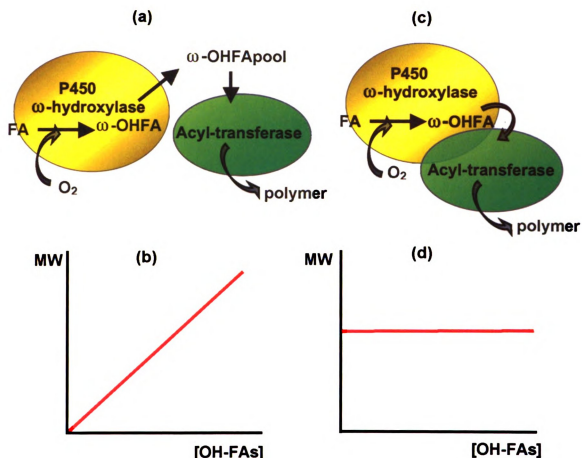 (a)
ω-OHFApool
P450
ω-hydroxylase
FA
ω-OHFA
O₂
Acyl-transferase
polymer
(c)
P450
ω-hydroxylase
FA
ω-OHFA
O₂
Acyl-transferase
polymer
(b)
MW
[OH-FAs]
(d)
MW
[OH-FAs]